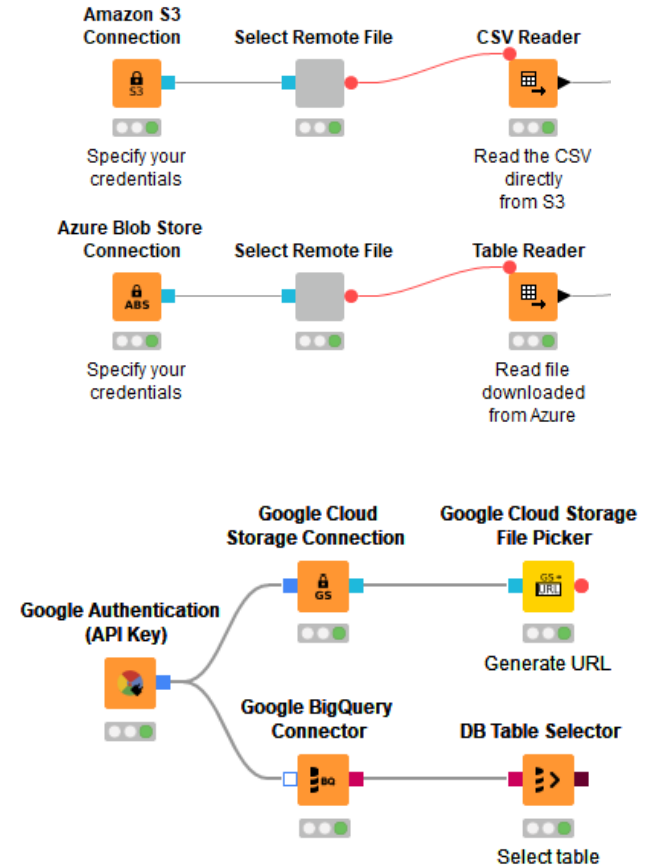 Amazon S3
Connection
Select Remote File
CSV Reader
S3
Specify your
credentials
Read the CSV
directly
from S3
Azure Blob Store
Connection
Select Remote File
Table Reader
ABS
Specify your
credentials
Read file
downloaded
from Azure
Google Cloud
Storage Connection
Google Cloud Storage
File Picker
GS
GS→
URL
Generate URL
Google Authentication
(API Key)
Google BigQuery
Connector
DB Table Selector
BQ
Select table